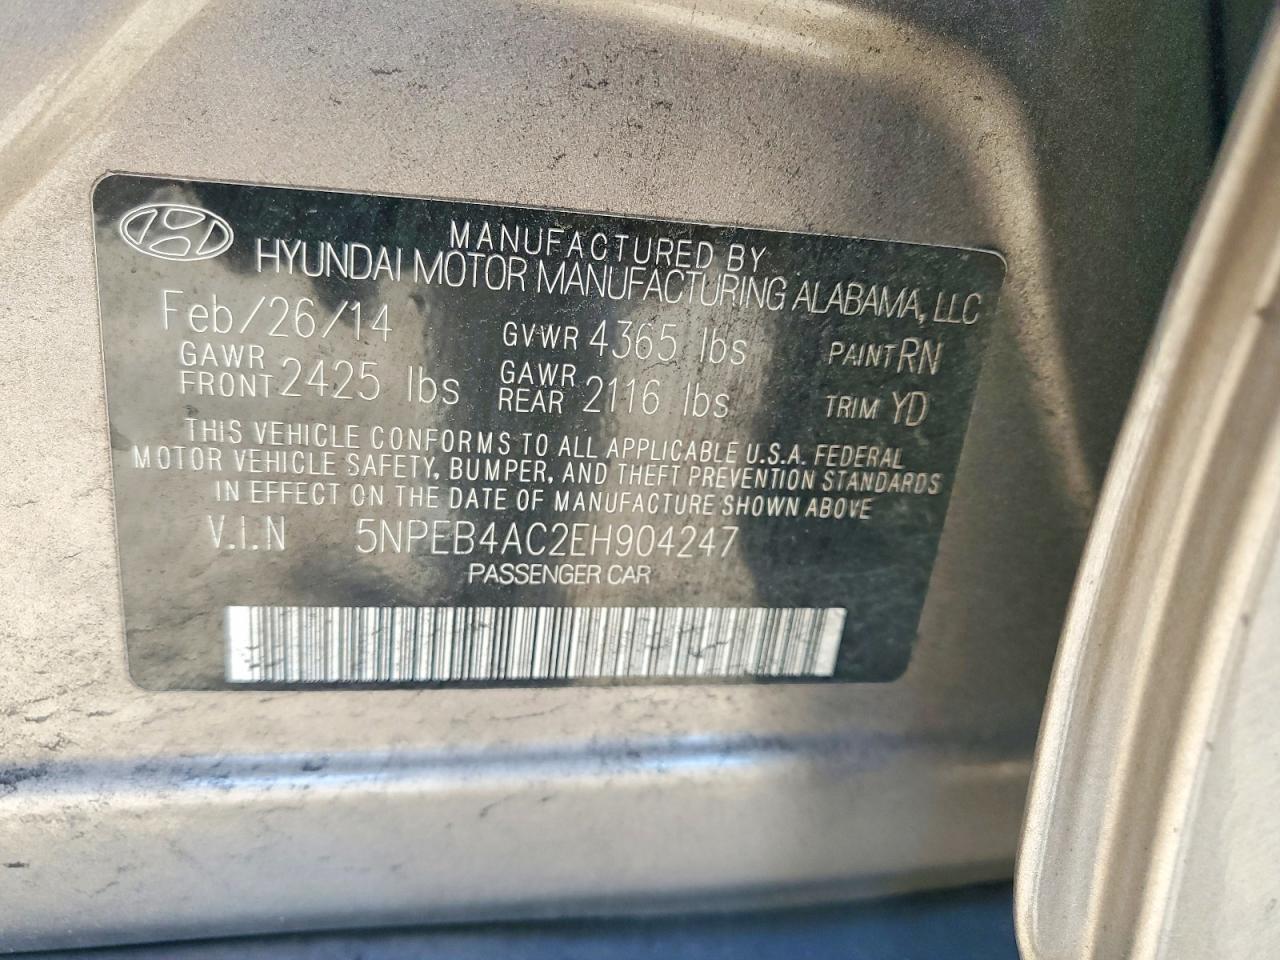 MANUFACTURED BY
HYUNDAI MOTOR MANUFACTURING ALABAMA, LLC
Feb/26/14 GVWR 4365 lbs PAINT RN
GAWR FRONT 2425 lbs GAWR REAR 2116 lbs TRIM YD
THIS VEHICLE CONFORMS TO ALL APPLICABLE U.S.A. FEDERAL
MOTOR VEHICLE SAFETY, BUMPER, AND THEFT PREVENTION STANDARDS
IN EFFECT ON THE DATE OF MANUFACTURE SHOWN ABOVE
V.I.N 5NPEB4AC2EH904247
PASSENGER CAR